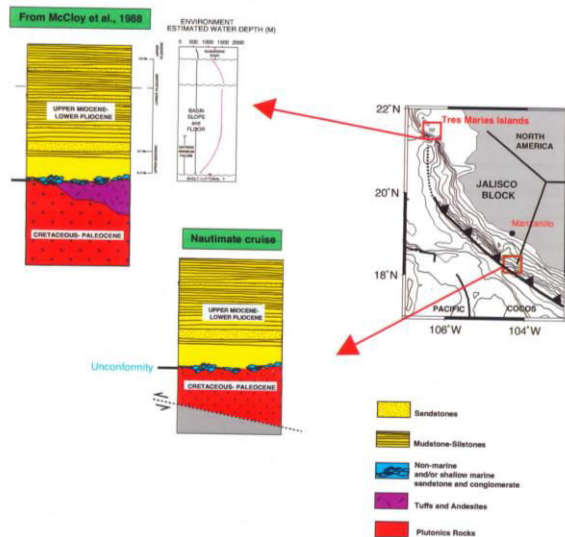 From McCloy et al., 1988
ENVIRONMENT
ESTIMATED WATER DEPTH (M)
0 500 1000 1500 2000
BASIN
SLOPE
and
FLOOR
UPPER MIOCENE-
LOWER PLIOCENE
CRETACEOUS-PALEOCENE
Nautimate cruise
UPPER MIOCENE-
LOWER PLIOCENE
Unconformity
CRETACEOUS- PALEOCENE
22°N
20°N
18°N
Tres Marias Islands
NORTH
AMERICA
JALISCO
BLOCK
Manzanillo
PACIFIC
COCOS
106°W
104°W
Sandstones
Mudstone-Silstones
Non-marine
and/or shallow marine
sandstone and conglomerate
Tuffs and Andesites
Plutonics Rocks